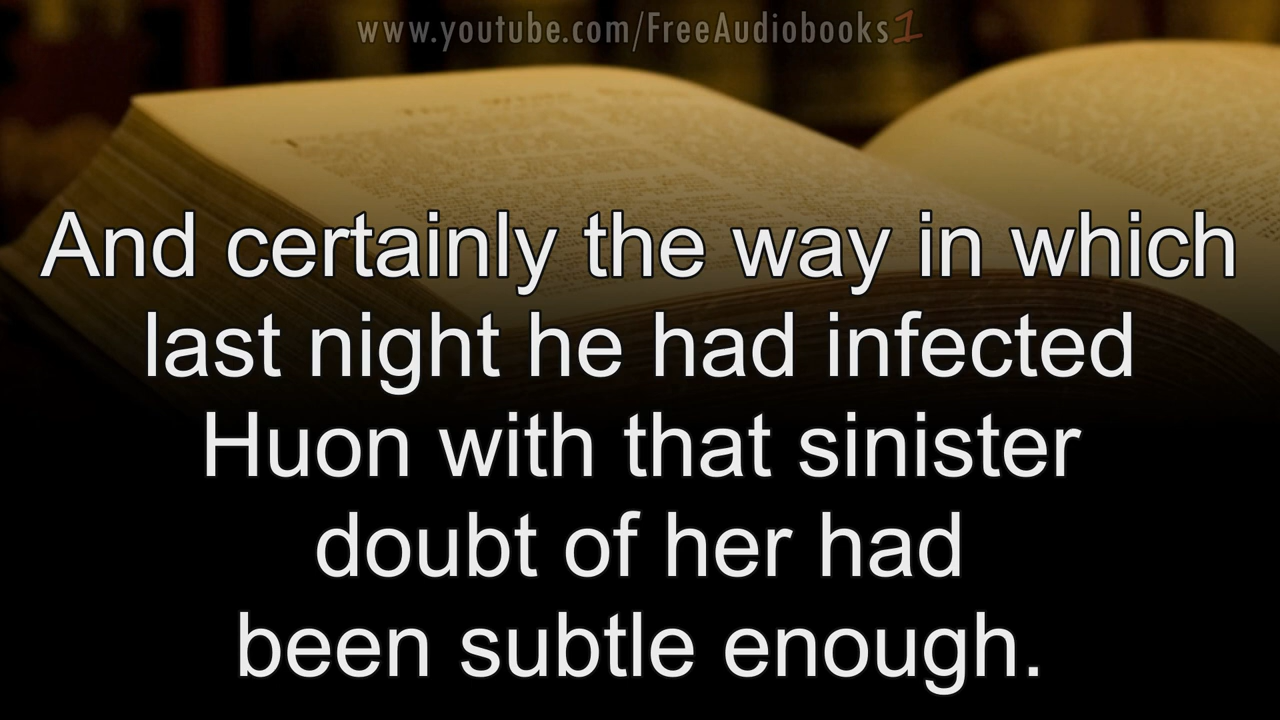 www.youtube.com/FreeAudiobooks1
And certainly the way in which
last night he had infected
Huon with that sinister
doubt of her had
been subtle enough.